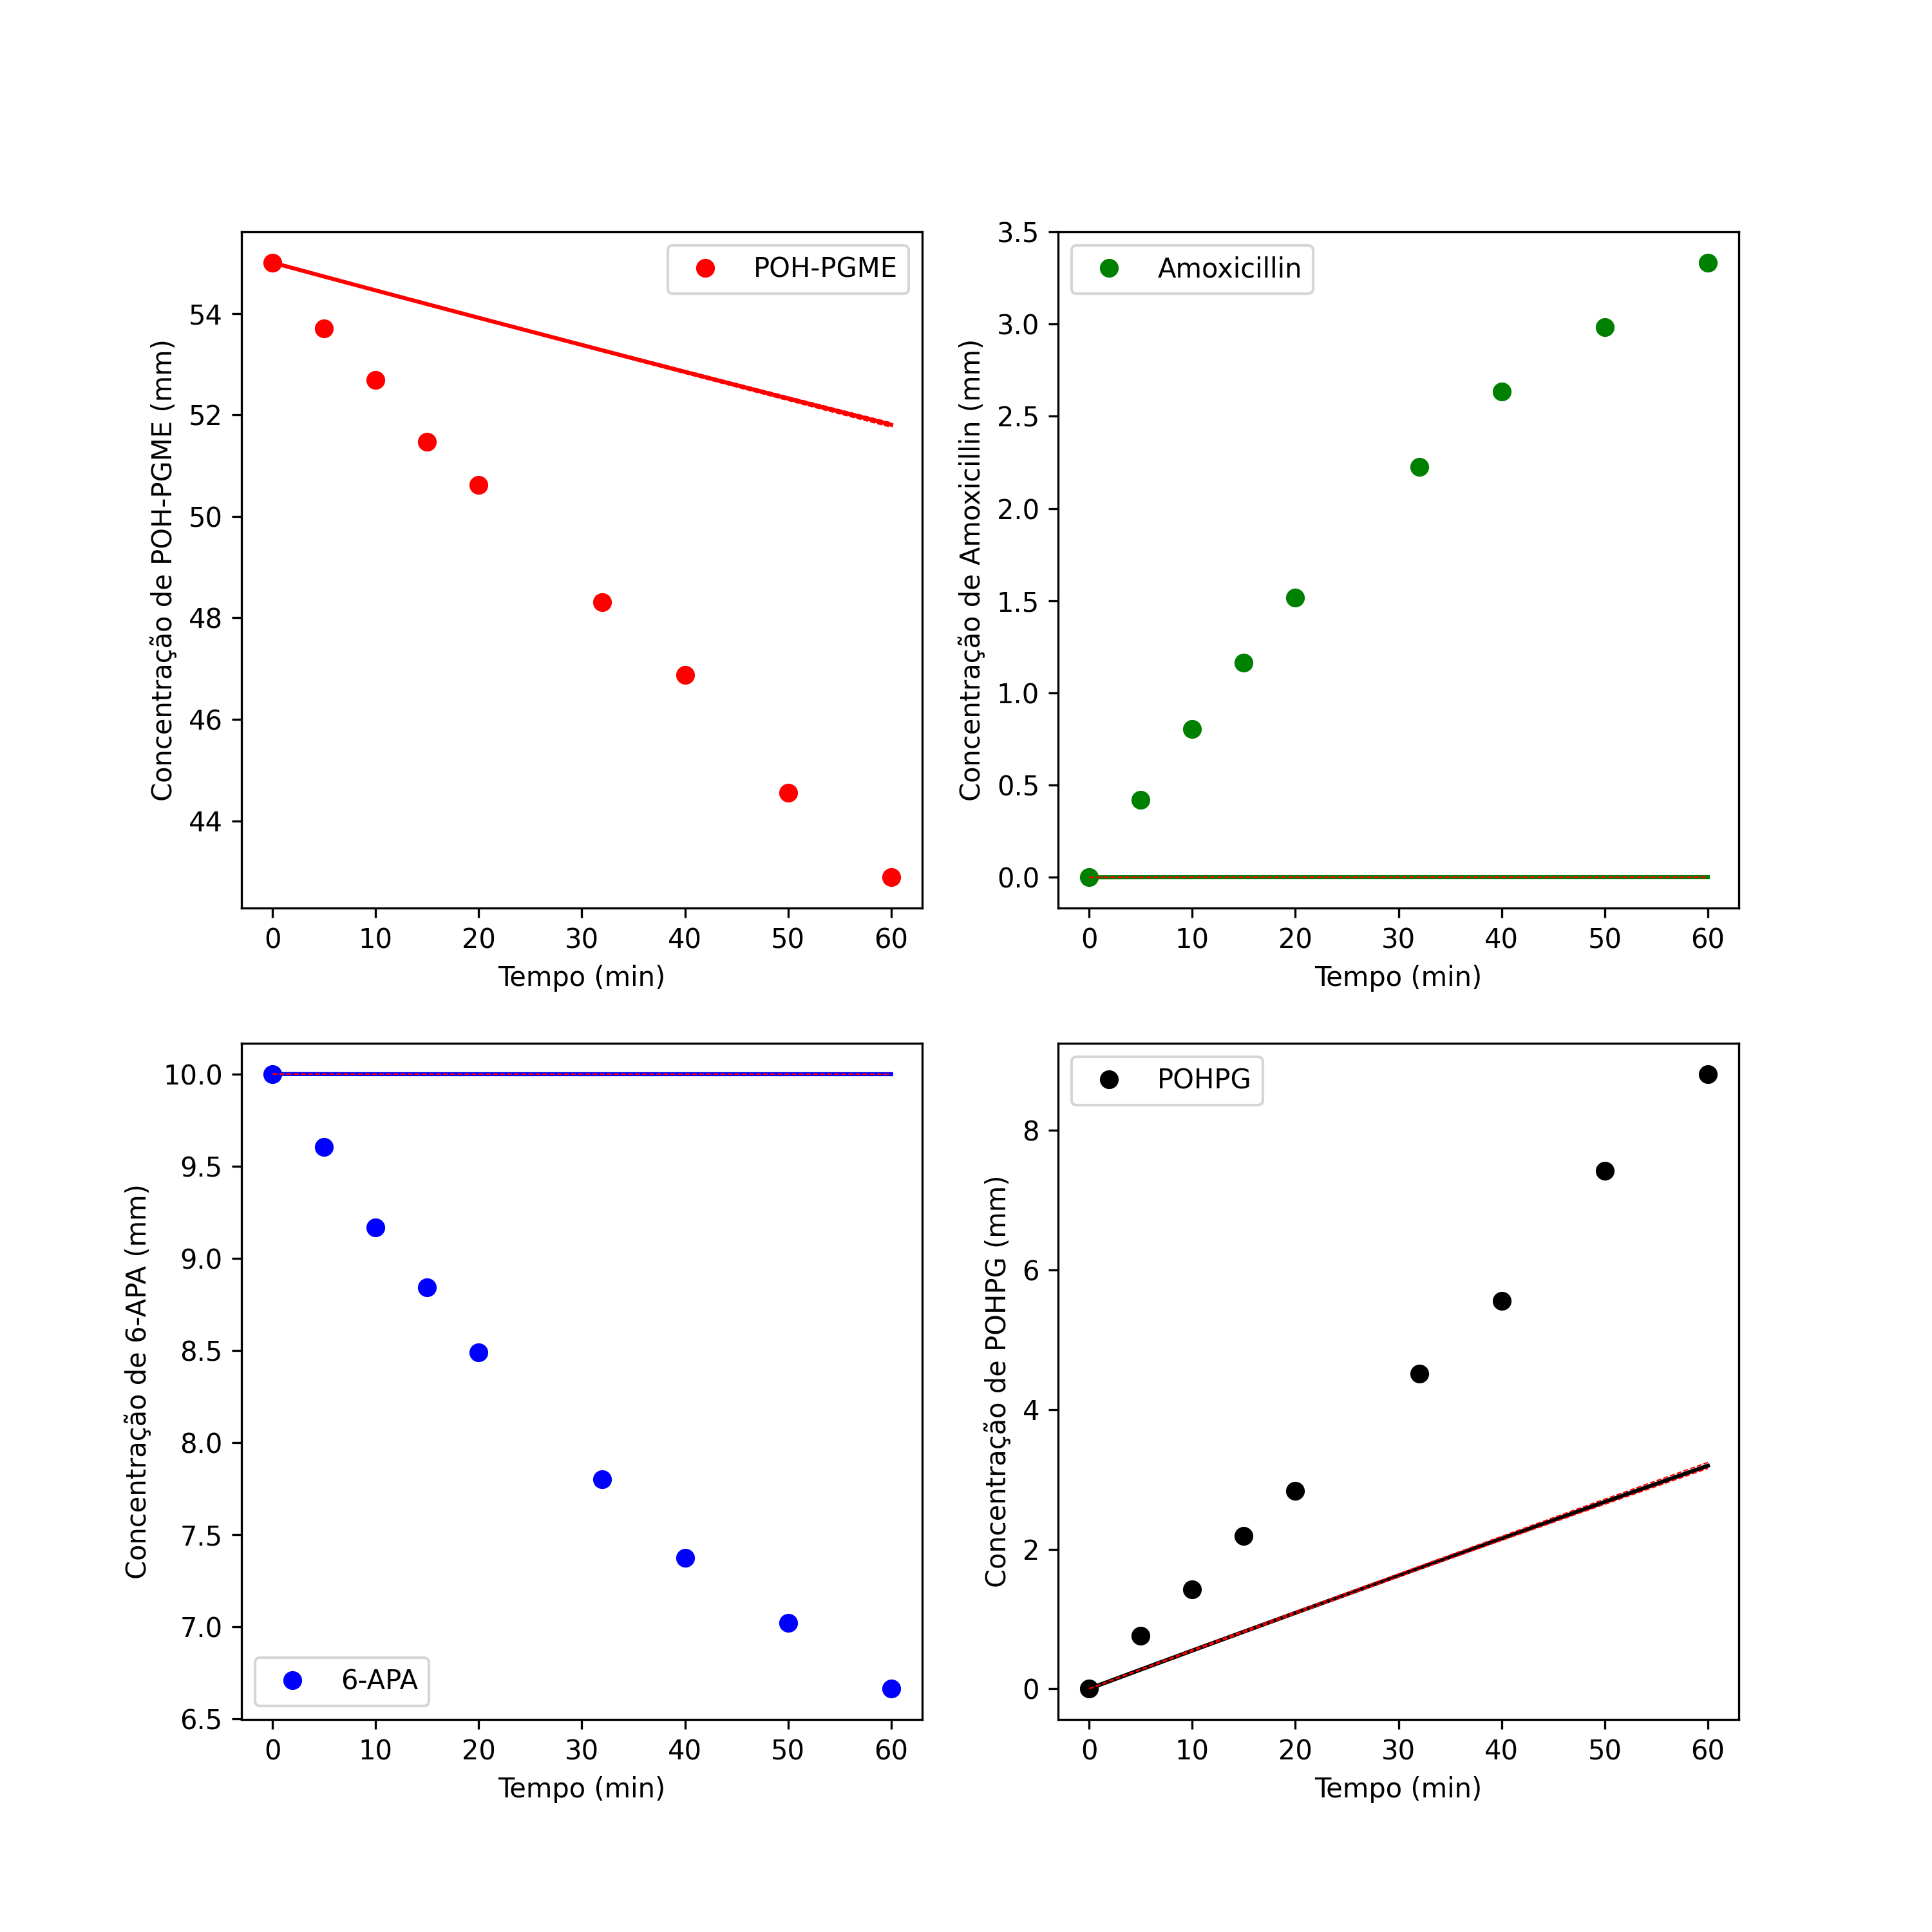 Concentração de POH-PGME (mm)
54
52
50
48
46
44
POH-PGME
0 10 20 30 40 50 60
Tempo (min)
Concentração de Amoxicillin (mm)
3.5
3.0
2.5
2.0
1.5
1.0
0.5
0.0
Amoxicillin
0 10 20 30 40 50 60
Tempo (min)
Concentração de 6-APA (mm)
10.0
9.5
9.0
8.5
8.0
7.5
7.0
6.5
6-APA
0 10 20 30 40 50 60
Tempo (min)
Concentração de POHPG (mm)
8
6
4
2
0
POHPG
0 10 20 30 40 50 60
Tempo (min)